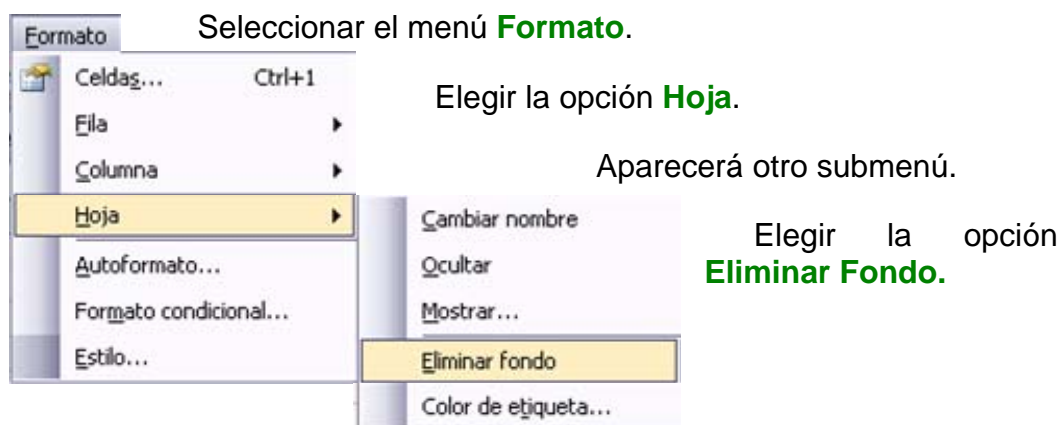 Seleccionar el menú Formato.
Formato
Celdas... Ctrl+1
Elegir la opción Hoja.
Fila
Columna
Aparecerá otro submenú.
Hoja
Cambiar nombre
Elegir la opción
Eliminar Fondo.
Autoformato...
Ocultar
Formato condicional...
Mostrar...
Estilo...
Eliminar fondo
Color de etiqueta...